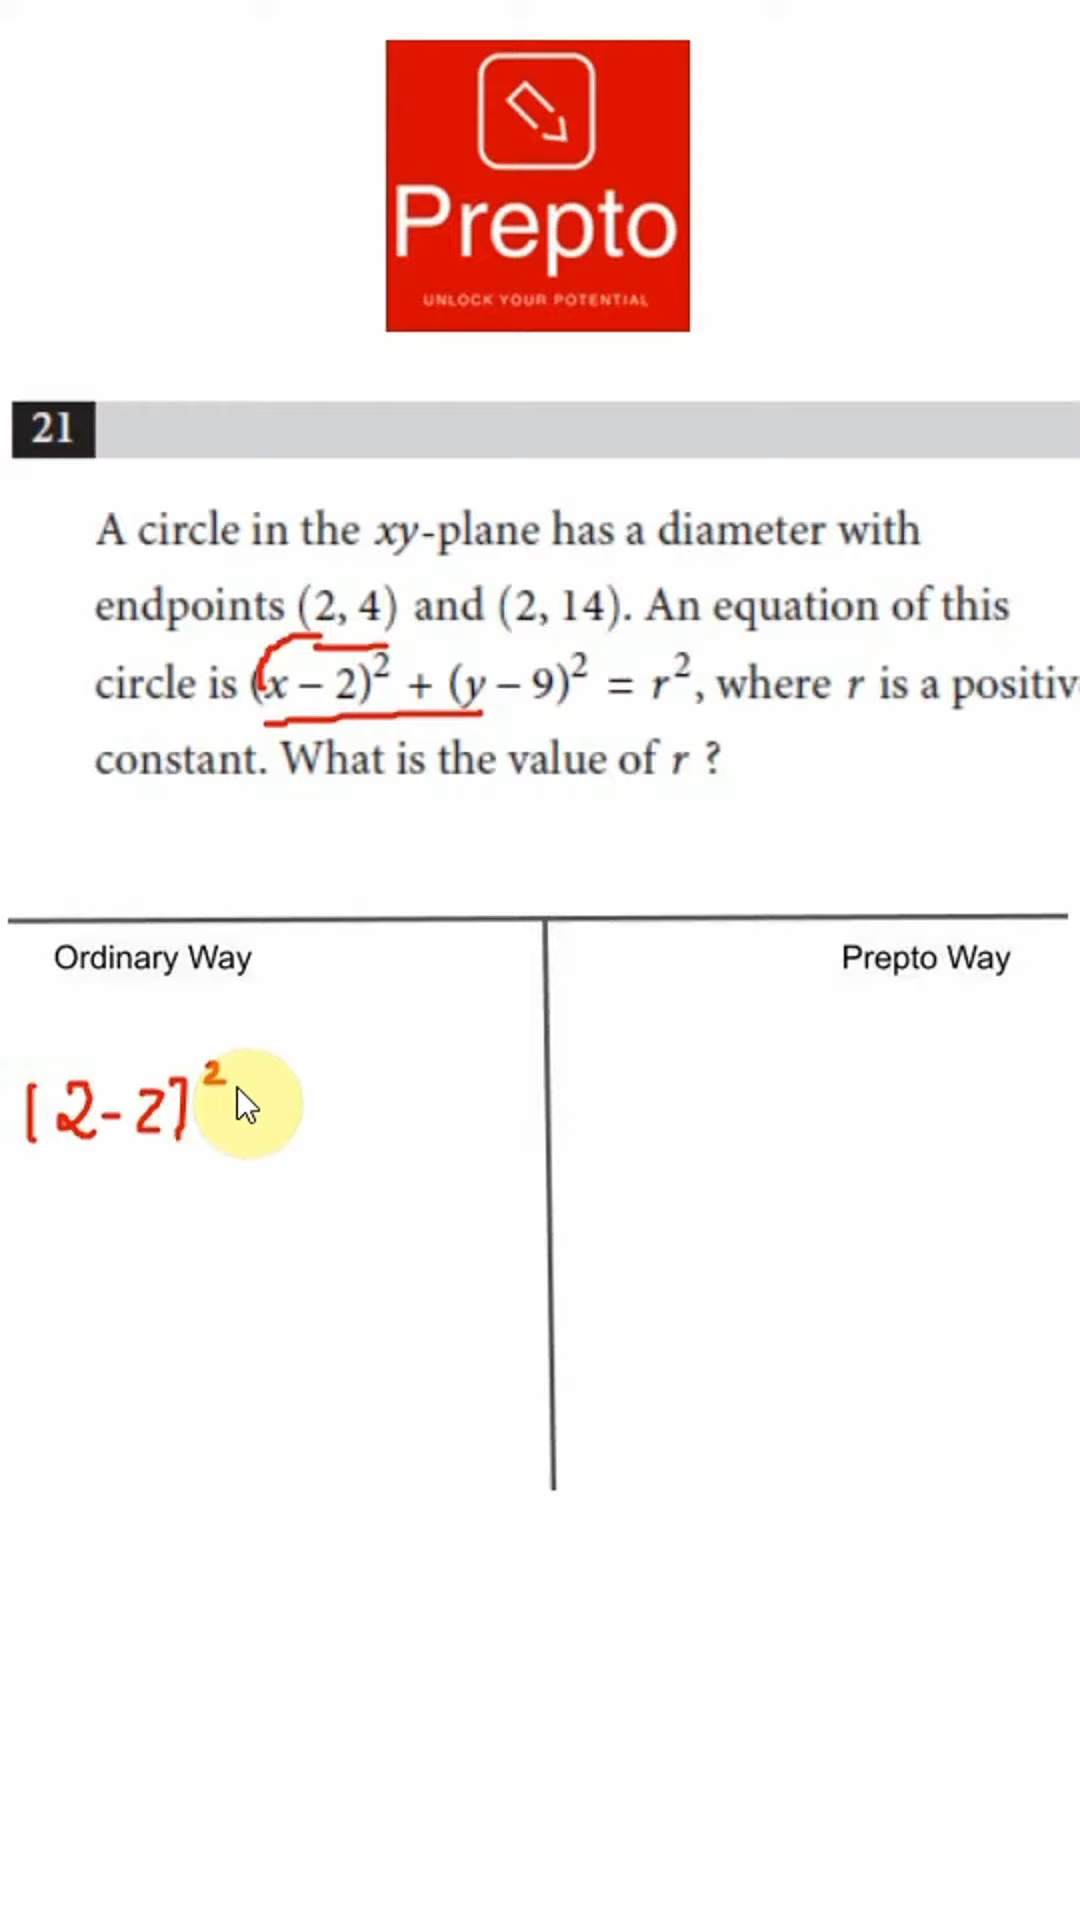 Prepto
UNLOCK YOUR POTENTIAL
21
A circle in the xy-plane has a diameter with
endpoints (2, 4) and (2, 14). An equation of this
circle is (x – 2)² + (y – 9)² = r², where r is a positiv
constant. What is the value of r ?
Ordinary Way
Prepto Way
[2-2]²